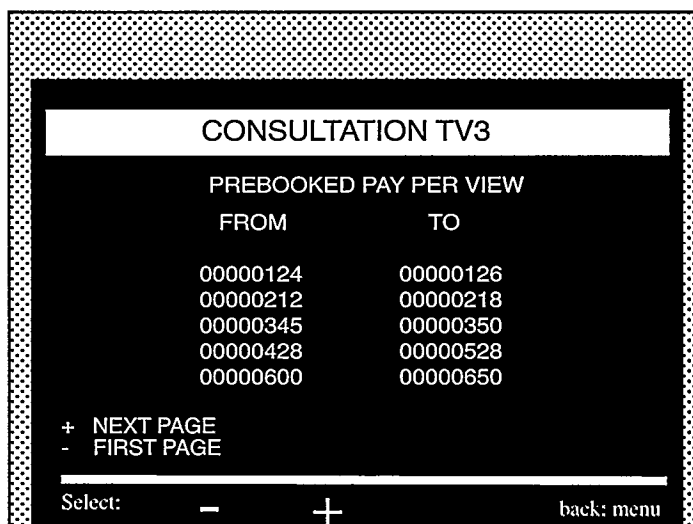 CONSULTATION TV3
PREBOOKED PAY PER VIEW
FROM TO
00000124 00000126
00000212 00000218
00000345 00000350
00000428 00000528
00000600 00000650
+ NEXT PAGE
- FIRST PAGE
Select: - + back: menu